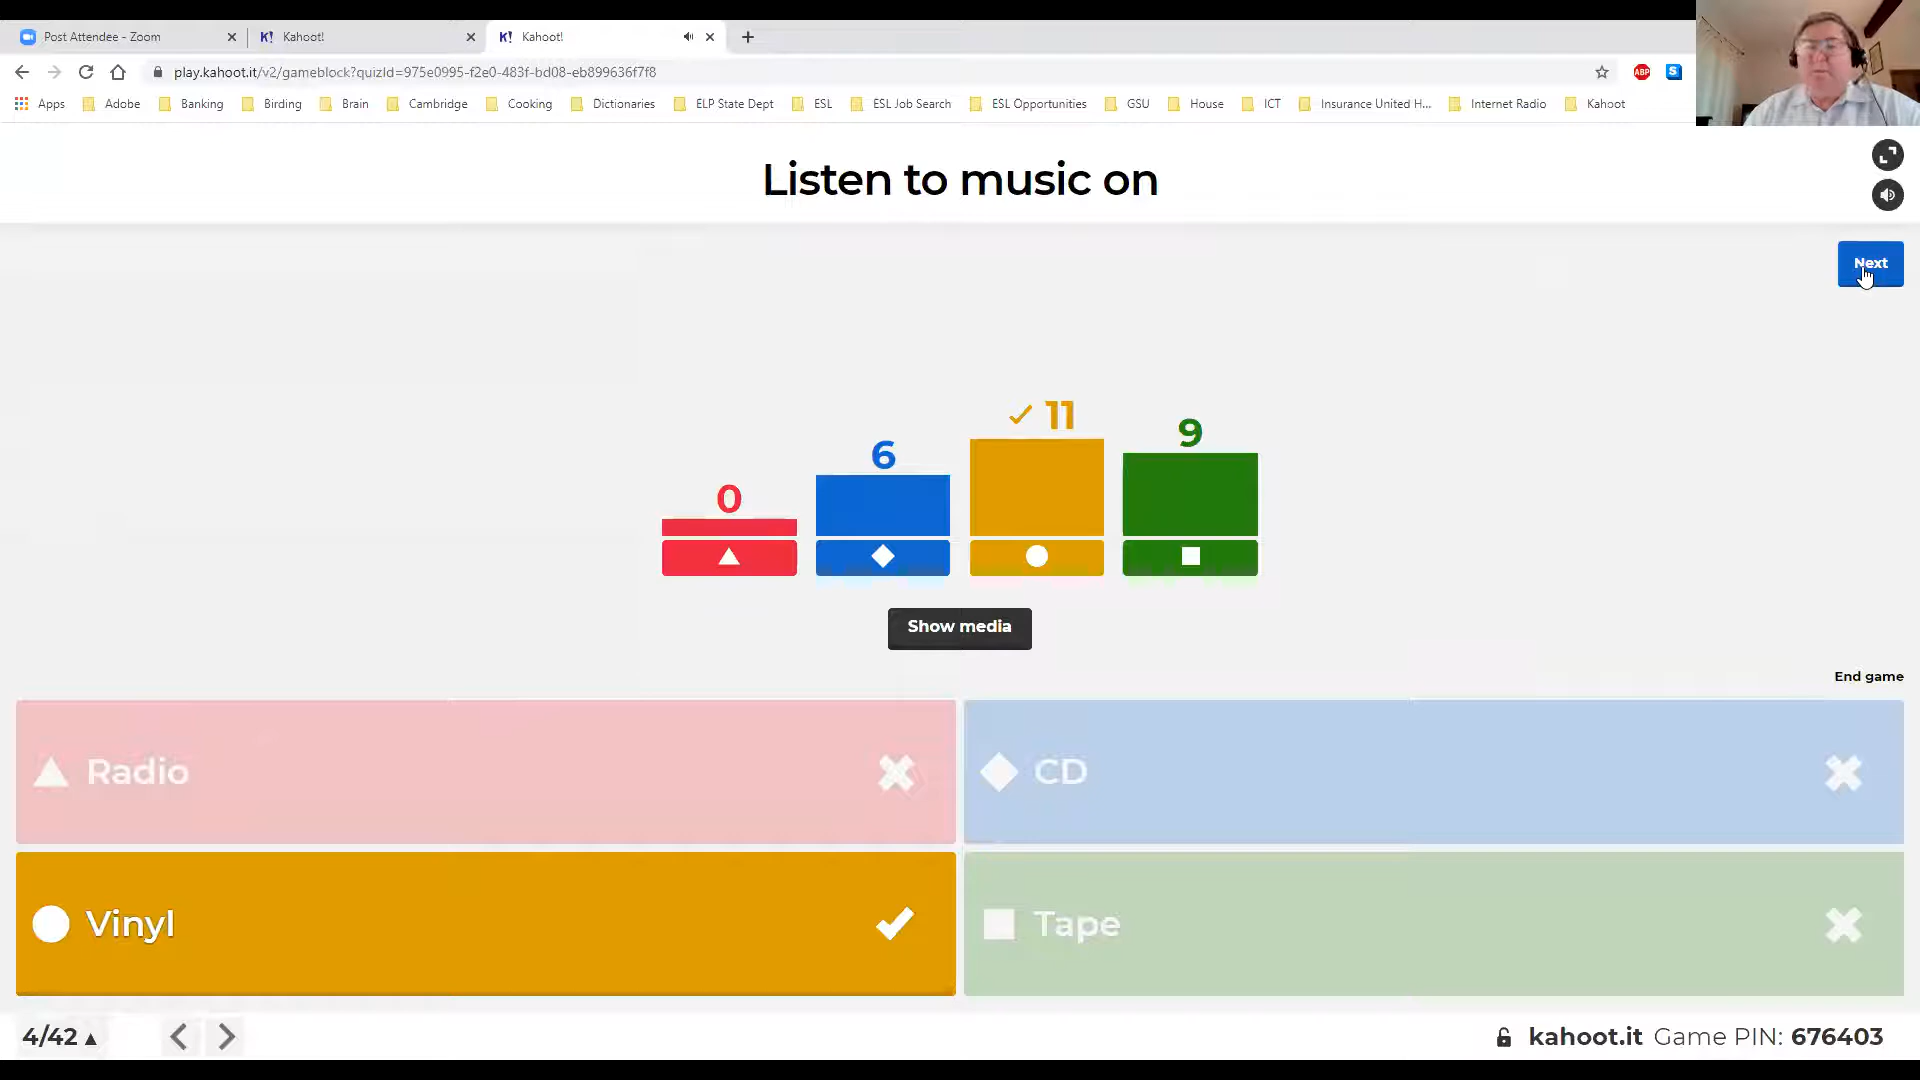 Post Attendee - Zoom
K! Kahoot!
K! Kahoot!
play.kahoot.it/v2/gameblock?quizId=975e0995-f2e0-483f-bd08-eb899636f7f8
ABP
S
Apps Adobe Banking Birding Brain Cambridge Cooking Dictionaries ELP State Dept ESL ESL Job Search ESL Opportunities GSU House ICT Insurance United H... Internet Radio Kahoot
Listen to music on
Next
0
6
11
9
Show media
End game
Radio
CD
Vinyl
Tape
4/42
kahoot.it Game PIN: 676403